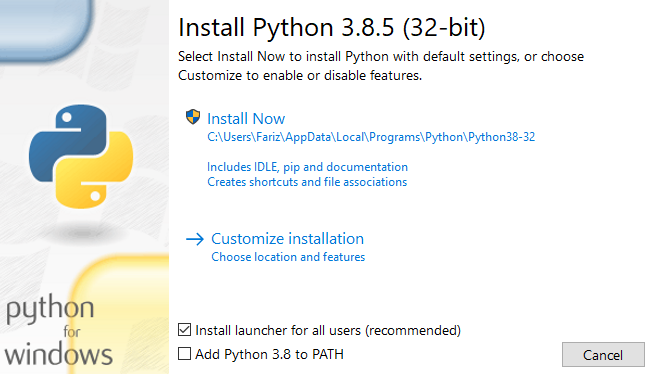 Install Python 3.8.5 (32-bit)
Select Install Now to install Python with default settings, or choose
Customize to enable or disable features.
Install Now
C:\Users\Fariz\AppData\Local\Programs\Python\Python38-32
Includes IDLE, pip and documentation
Creates shortcuts and file associations
Customize installation
Choose location and features
python
for
windows
Install launcher for all users (recommended)
Add Python 3.8 to PATH
Cancel